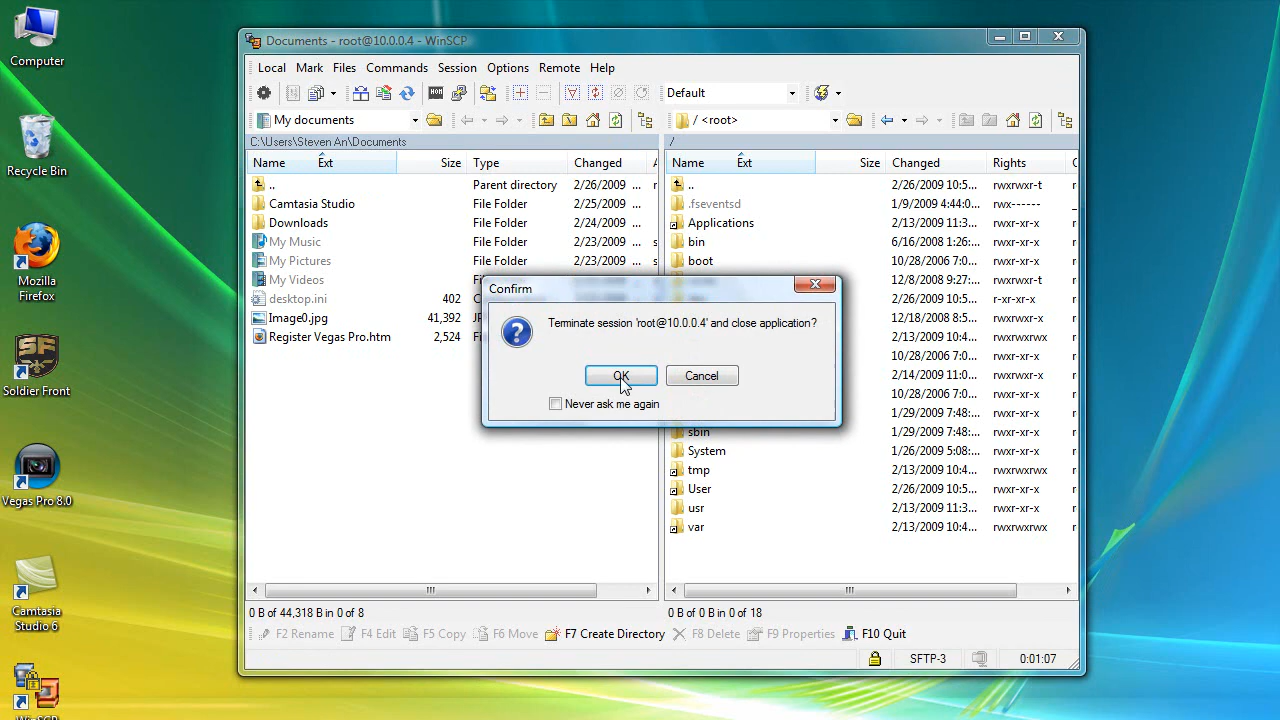 Computer
Recycle Bin
Mozilla
Firefox
Soldier Front
Vegas Pro 8.0
Camtasia
Studio 6
Documents - root@10.0.0.4 - WinSCP
Local Mark Files Commands Session Options Remote Help
Default
My documents
/ <root>
C:\Users\Steven An\Documents
/
Name Ext Size Type Changed
Name Ext Size Changed Rights
.. Parent directory 2/26/2009 ...
Camtasia Studio File Folder 2/25/2009 ...
Downloads File Folder 2/24/2009 ...
My Music File Folder 2/23/2009 ...
My Pictures File Folder 2/23/2009 ...
My Videos
desktop.ini 402
Image0.jpg 41,392
Register Vegas Pro.htm 2,524
.. 2/26/2009 10:5... rwxrwxr-t
.fseventsd 1/9/2009 4:44:0... rwx------
Applications 2/13/2009 11:3... rwxr-xr-x
bin 6/16/2008 1:26:... rwxr-xr-x
boot 10/28/2006 7:0... rwxr-xr-x
12/8/2008 9:27:... rwxrwxr-t
2/26/2009 10:5... r-xr-xr-x
12/18/2008 8:5... rwxr-xr-x
2/13/2009 10:4... rwxr-xr-x
10/28/2006 7:0... rwxr-xr-x
2/14/2009 11:0... rwxr-xr-x
10/28/2006 7:0... rwxr-xr-x
1/29/2009 7:48:... rwxr-xr-x
sbin 1/29/2009 7:48:... rwxr-xr-x
System 1/26/2009 5:08:... rwxr-xr-x
tmp 2/13/2009 10:4... rwxrwxrwx
User 2/26/2009 10:5... rwxr-xr-x
usr 2/13/2009 11:3... rwxr-xr-x
var 2/13/2009 10:4... rwxrwxrwx
Confirm
Terminate session 'root@10.0.0.4' and close application?
OK Cancel
Never ask me again
0 B of 44,318 B in 0 of 8
0 B of 0 B in 0 of 18
F2 Rename F4 Edit F5 Copy F6 Move F7 Create Directory F8 Delete F9 Properties F10 Quit
SFTP-3 0:01:07